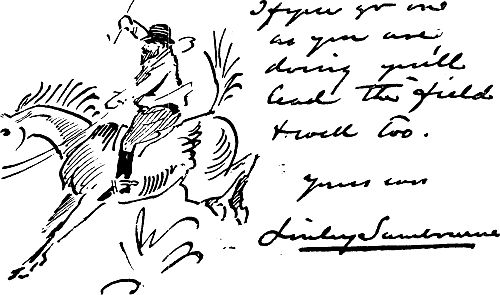 If you go on
as you are
doing you'll
lead the field
& well too.
yours ever
Linley Sambourne